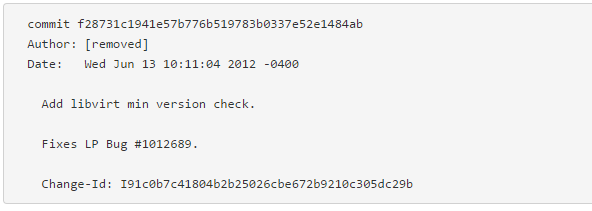 commit f28731c1941e57b776b519783b0337e52e1484ab
Author: [removed]
Date: Wed Jun 13 10:11:04 2012 -0400
Add libvirt min version check.
Fixes LP Bug #1012689.
Change-Id: I91c0b7c41804b2b25026cbe672b9210c305dc29b